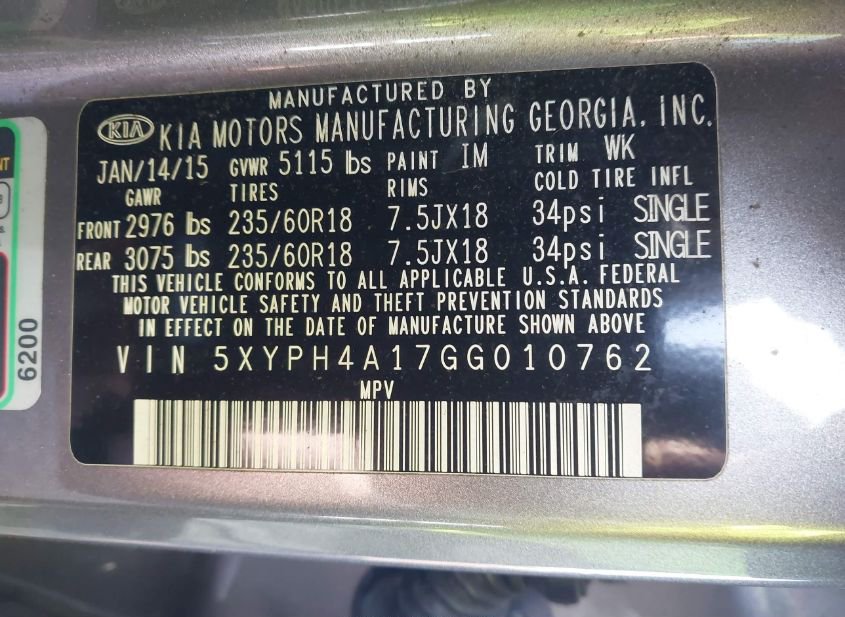 MANUFACTURED BY
KIA KIA MOTORS MANUFACTURING GEORGIA, INC.
JAN/14/15 GVWR 5115 lbs PAINT IM TRIM WK
GAWR TIRES RIMS COLD TIRE INFL
FRONT 2976 lbs 235/60R18 7.5JX18 34psi SINGLE
REAR 3075 lbs 235/60R18 7.5JX18 34psi SINGLE
THIS VEHICLE CONFORMS TO ALL APPLICABLE U.S.A. FEDERAL
MOTOR VEHICLE SAFETY AND THEFT PREVENTION STANDARDS
IN EFFECT ON THE DATE OF MANUFACTURE SHOWN ABOVE
VIN 5XYPH4A17GG010762
MPV
6200